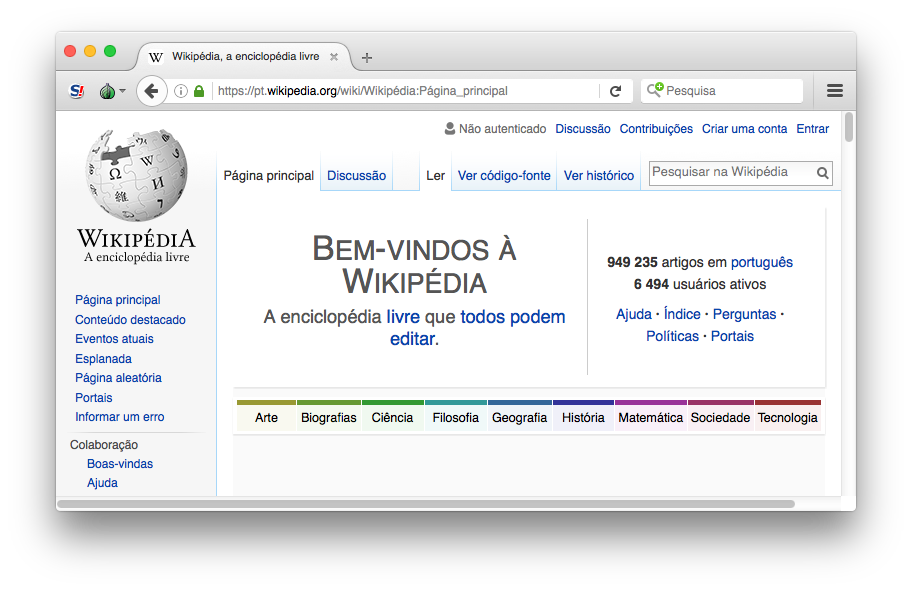 Wikipédia, a enciclopédia livre
https://pt.wikipedia.org/wiki/Wikipédia:Página_principal
Pesquisa
Não autenticado Discussão Contribuições Criar uma conta Entrar
Página principal Discussão Ler Ver código-fonte Ver histórico Pesquisar na Wikipédia
WIKIPÉDIA
A enciclopédia livre
Página principal
Conteúdo destacado
Eventos atuais
Esplanada
Página aleatória
Portais
Informar um erro
Colaboração
Boas-vindas
Ajuda
BEM-VINDOS À
WIKIPÉDIA
A enciclopédia livre que todos podem
editar.
949 235 artigos em português
6 494 usuários ativos
Ajuda · Índice · Perguntas ·
Políticas · Portais
Arte Biografias Ciência Filosofia Geografia História Matemática Sociedade Tecnologia